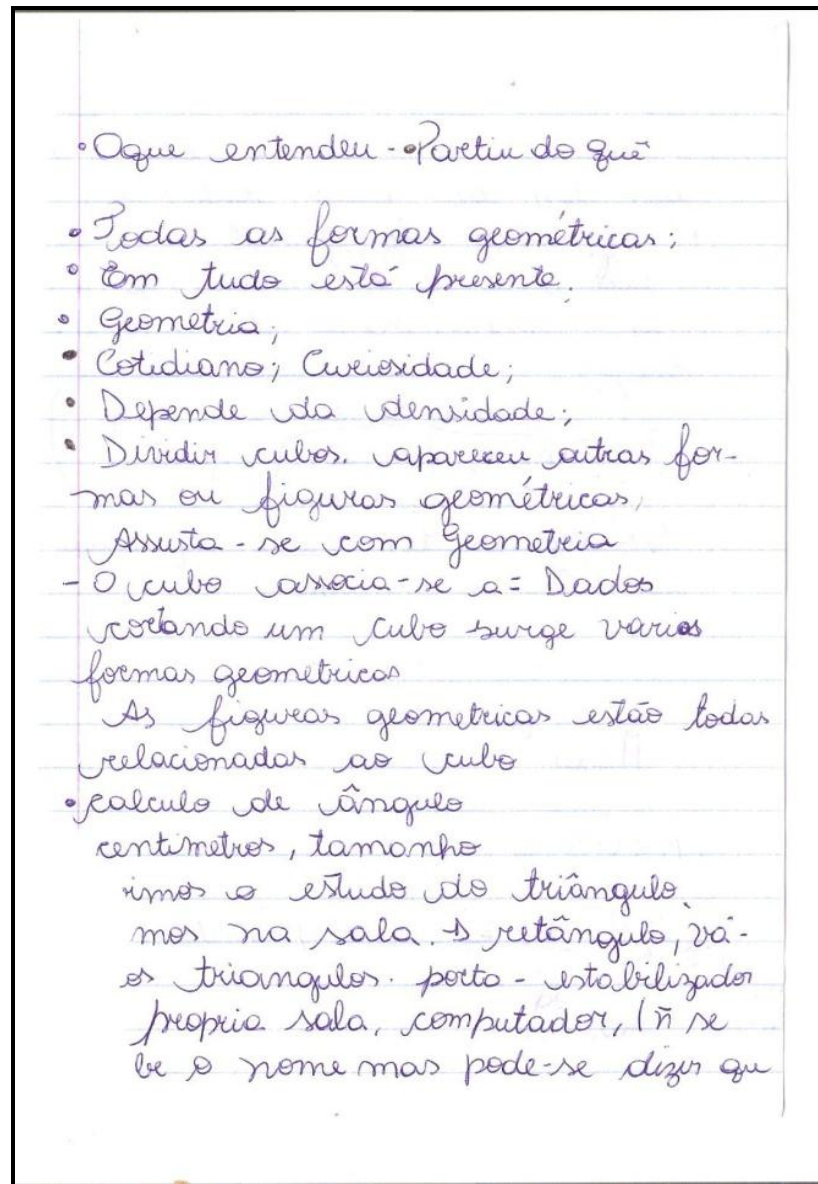 • Oque entendeu - • Partiu do quê
• Todas as formas geométricas;
• Em tudo está presente.
• Geometria;
• Cotidiano; Curiosidade;
• Depende da densidade;
• Dividir cubos. apareceu outras for-
mas ou figuras geométricas,
Assusta-se com Geometria
- O cubo associa-se a = Dados
cortando um cubo surge varias
formas geometricas
As figuras geometricas estão todas
relacionadas ao cubo
• calculo de ângulo
centimetros, tamanho
imos o estudo do triângulo.
mos na sala. retângulo, vá-
os triangulos. porta - estabilizador
propria sala, computador, (ñ se
be o nome mas pode-se dizer qu